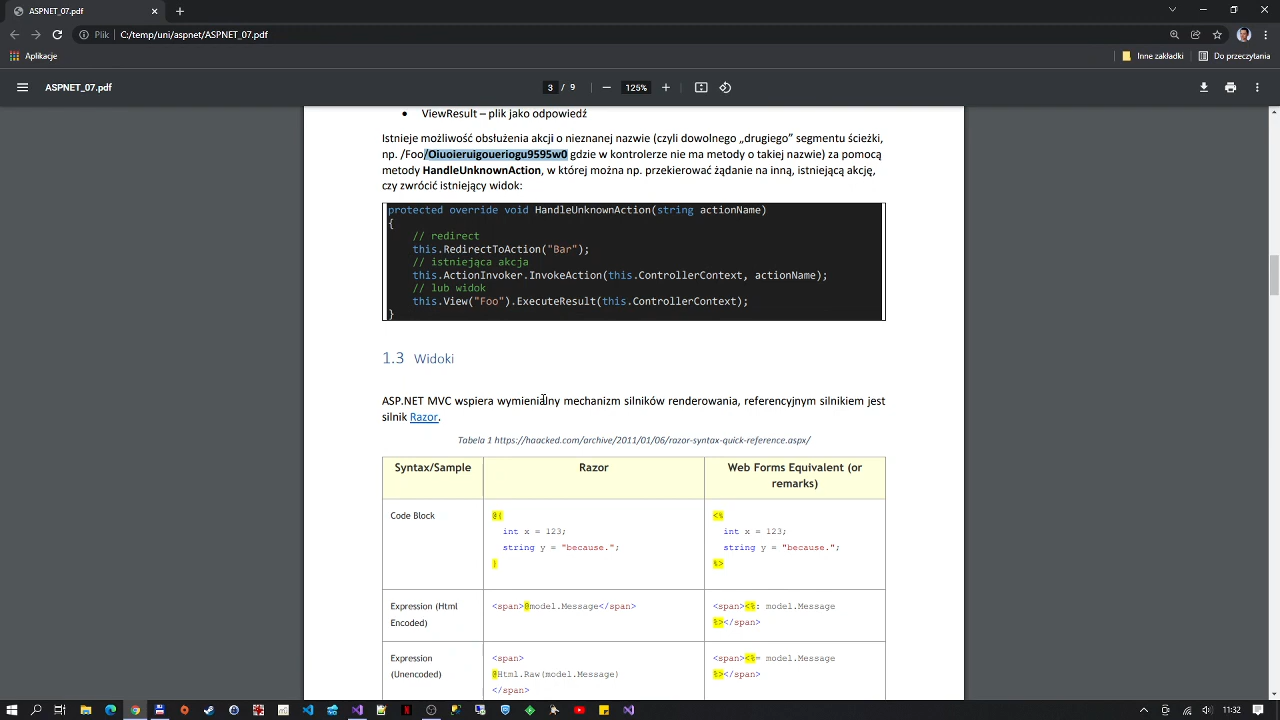 ASPNET_07.pdf
Plik
C:/temp/uni/aspnet/ASPNET_07.pdf
Aplikacje
Inne zakładki
Do przeczytania
ASPNET_07.pdf
3 / 9
125%
• ViewResult – plik jako odpowiedź
Istnieje możliwość obsłużenia akcji o nieznanej nazwie (czyli dowolnego „drugiego” segmentu ścieżki,
np. /Foo/Oiuoieruigoueriogu9595w0 gdzie w kontrolerze nie ma metody o takiej nazwie) za pomocą
metody HandleUnknownAction, w której można np. przekierować żądanie na inną, istniejącą akcję,
czy zwrócić istniejący widok:
protected override void HandleUnknownAction(string actionName)
{
// redirect
this.RedirectToAction("Bar");
// istniejąca akcja
this.ActionInvoker.InvokeAction(this.ControllerContext, actionName);
// lub widok
this.View("Foo").ExecuteResult(this.ControllerContext);
}
1.3 Widoki
ASP.NET MVC wspiera wymienialny mechanizm silników renderowania, referencyjnym silnikiem jest
silnik Razor.
Tabela 1 https://haacked.com/archive/2011/01/06/razor-syntax-quick-reference.aspx/
Syntax/Sample
Razor
Web Forms Equivalent (or
remarks)
Code Block
@{
int x = 123;
string y = "because.";
}
<%
int x = 123;
string y = "because.";
%>
Expression (Html
Encoded)
<span>@model.Message</span>
<span><%: model.Message
%></span>
Expression
(Unencoded)
<span>
@Html.Raw(model.Message)
</span>
<span><%= model.Message
%></span>
11:32